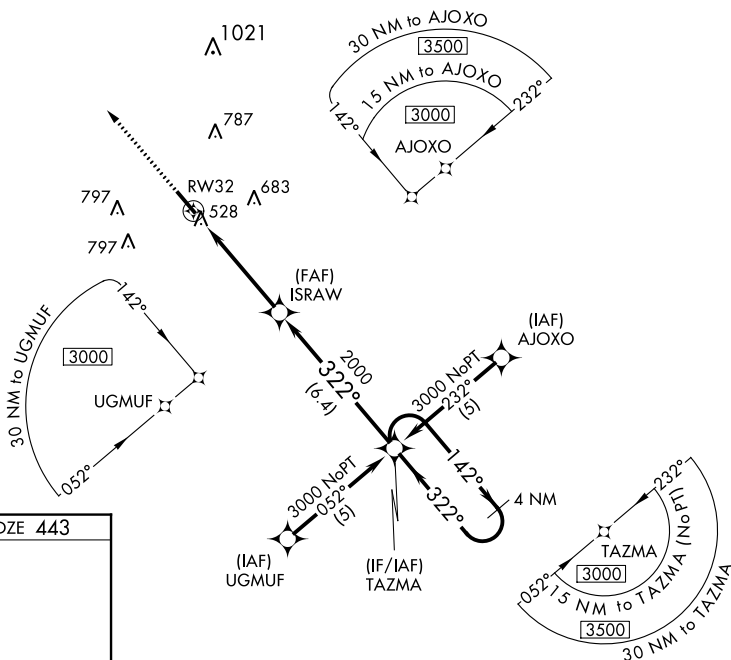 1021
787
RW32
683
528
797
797
30 NM to AJOXO
3500
15 NM to AJOXO
3000
142°
232°
AJOXO
(FAF)
ISRAW
2000
322°
(6.4)
(IAF)
AJOXO
3000 NoPT
232°
(5)
30 NM to UGMUF
142°
3000
UGMUF
052°
3000 NoPT
052°
(5)
(IAF)
UGMUF
(IF/IAF)
TAZMA
142°
322°
4 NM
232°
TAZMA
052°
3000
15 NM to TAZMA (NoPT)
3500
30 NM to TAZMA
DZE 443